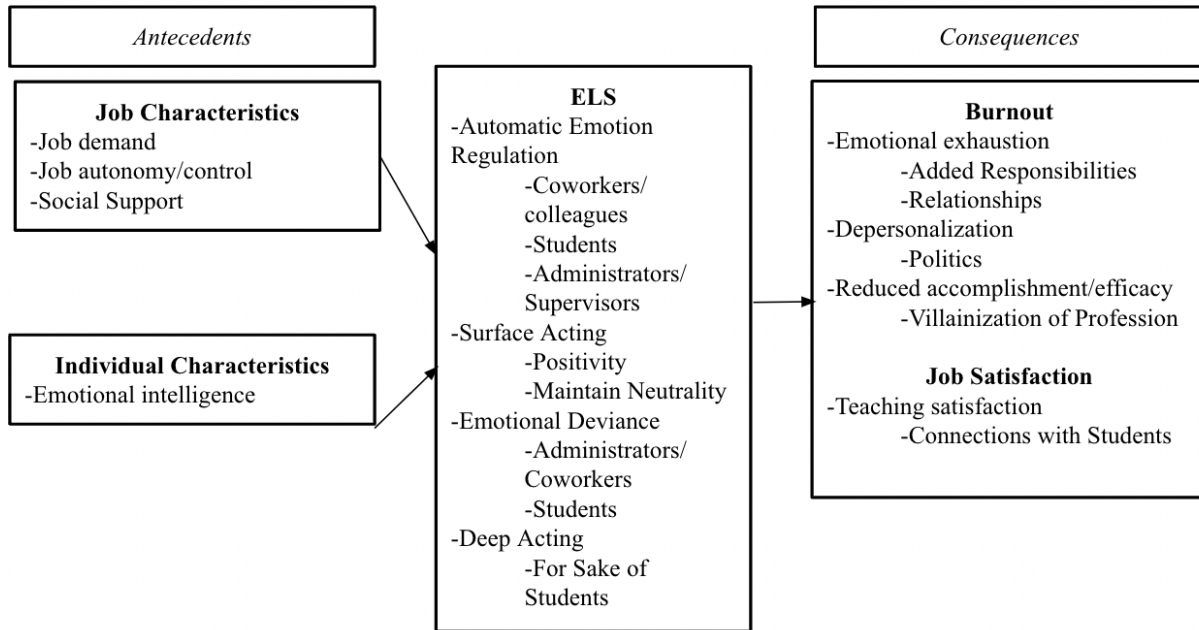 Antecedents
Consequences
Job Characteristics
-Job demand
-Job autonomy/control
-Social Support
Individual Characteristics
-Emotional intelligence
ELS
-Automatic Emotion
Regulation
-Coworkers/
colleagues
-Students
-Administrators/
Supervisors
-Surface Acting
-Positivity
-Maintain Neutrality
-Emotional Deviance
-Administrators/
Coworkers
-Students
-Deep Acting
-For Sake of
Students
Burnout
-Emotional exhaustion
-Added Responsibilities
-Relationships
-Depersonalization
-Politics
-Reduced accomplishment/efficacy
-Villainization of Profession
Job Satisfaction
-Teaching satisfaction
-Connections with Students